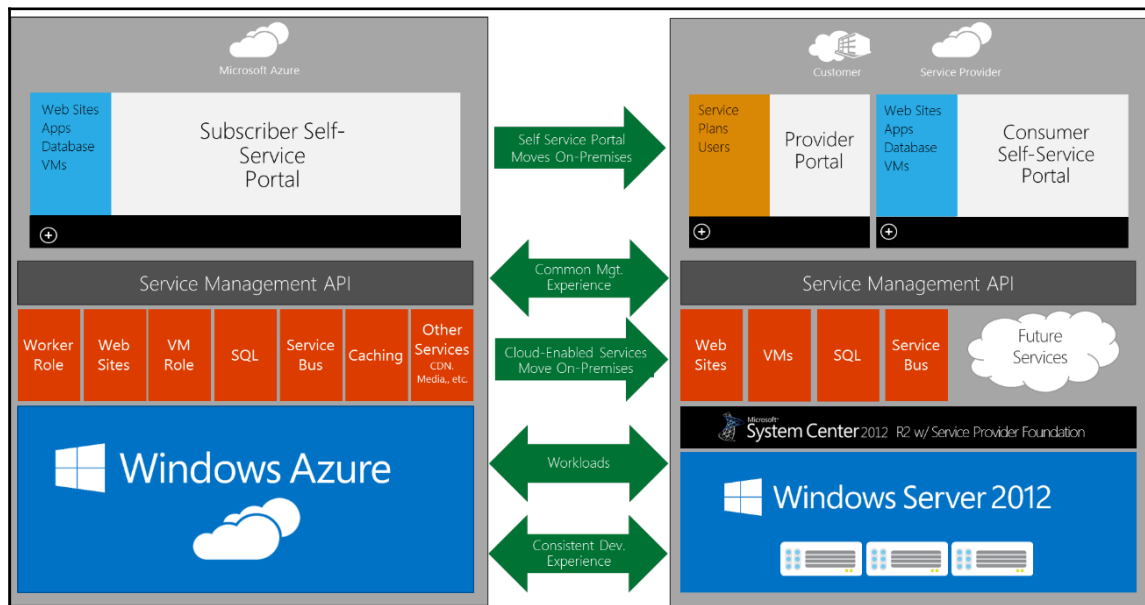 Microsoft Azure
Web Sites
Apps
Database
VMs
Subscriber Self-
Service
Portal
Service Management API
Worker
Role
Web
Sites
VM
Role
SQL
Service
Bus
Caching
Other
Services
CDN.
Media,, etc.
Windows Azure
Self Service Portal
Moves On-Premises
Common Mgt.
Experience
Cloud-Enabled Services
Move On-Premises
Workloads
Consistent Dev.
Experience
Customer
Service Provider
Service
Plans
Users
Provider
Portal
Web Sites
Apps
Database
VMs
Consumer
Self-Service
Portal
Service Management API
Web
Sites
VMs
SQL
Service
Bus
Future
Services
Microsoft*
System Center 2012 R2 w/ Service Provider Foundation
Windows Server 2012